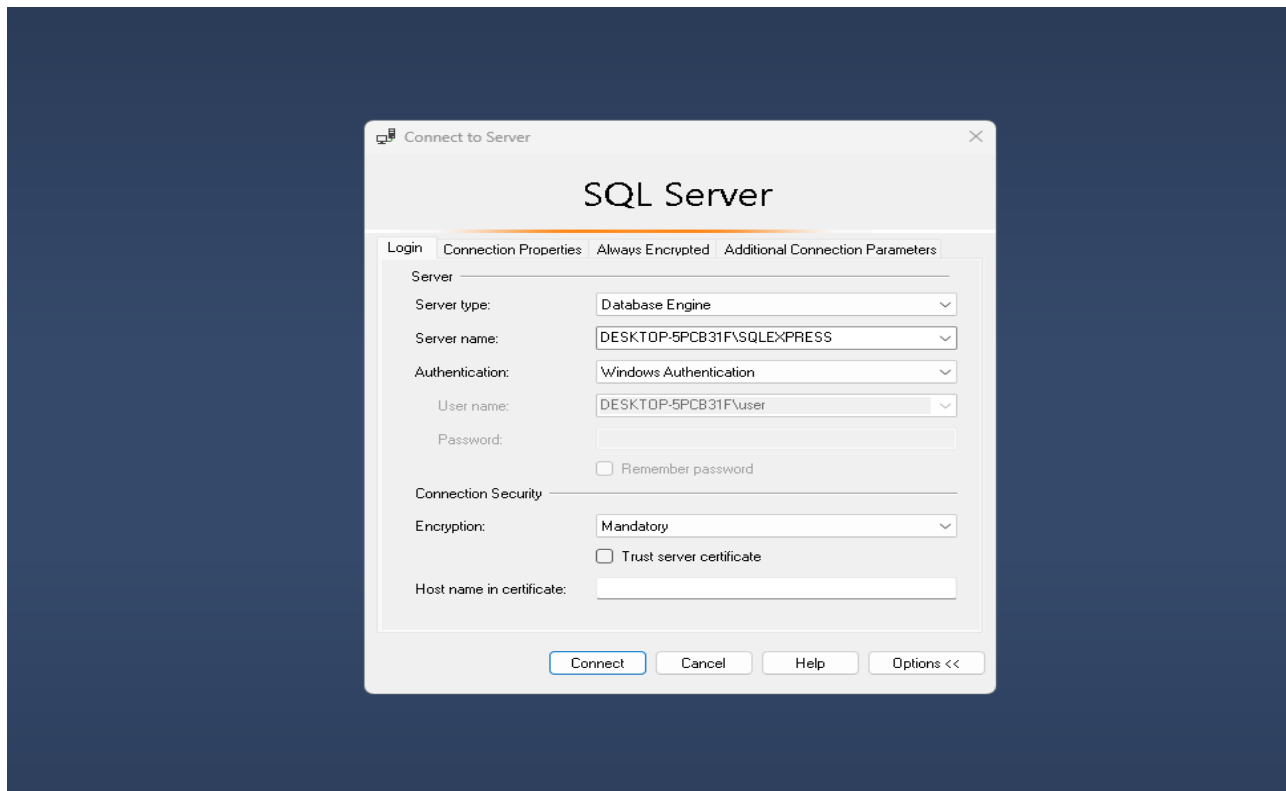 Connect to Server
SQL Server
Login Connection Properties Always Encrypted Additional Connection Parameters
Server
Server type: Database Engine
Server name: DESKTOP-5PCB31F\SQLEXPRESS
Authentication: Windows Authentication
User name: DESKTOP-5PCB31F\user
Password:
Remember password
Connection Security
Encryption: Mandatory
Trust server certificate
Host name in certificate:
Connect Cancel Help Options <<